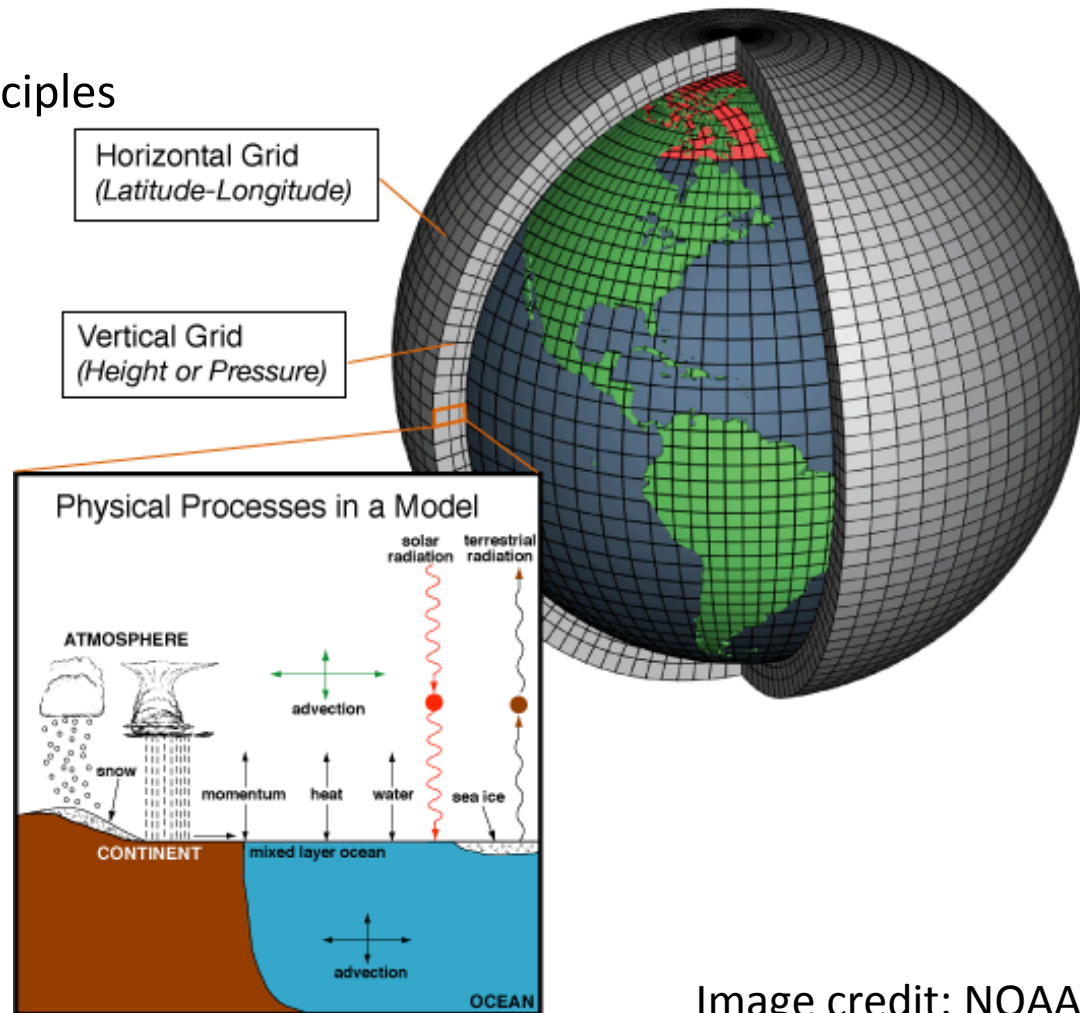 ciples
Horizontal Grid
(Latitude-Longitude)
Vertical Grid
(Height or Pressure)
Physical Processes in a Model
solar
radiation
terrestrial
radiation
ATMOSPHERE
advection
snow
momentum
heat
water
sea ice
CONTINENT
mixed layer ocean
advection
OCEAN
Image credit: NOAA